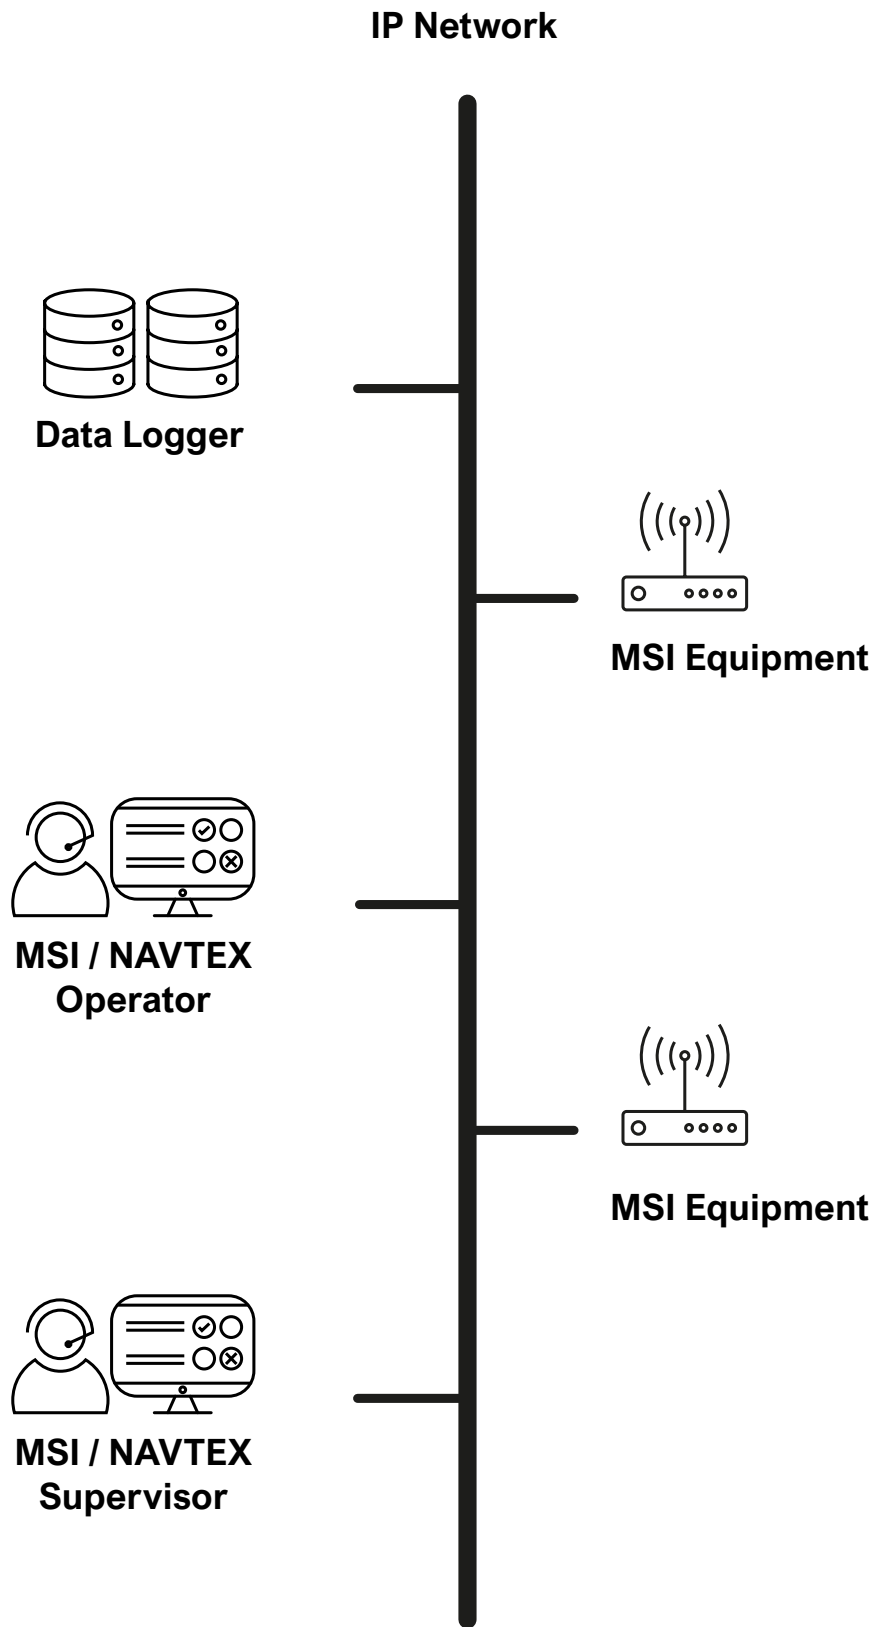 IP Network
Data Logger
MSI Equipment
MSI / NAVTEX
Operator
MSI Equipment
MSI / NAVTEX
Supervisor